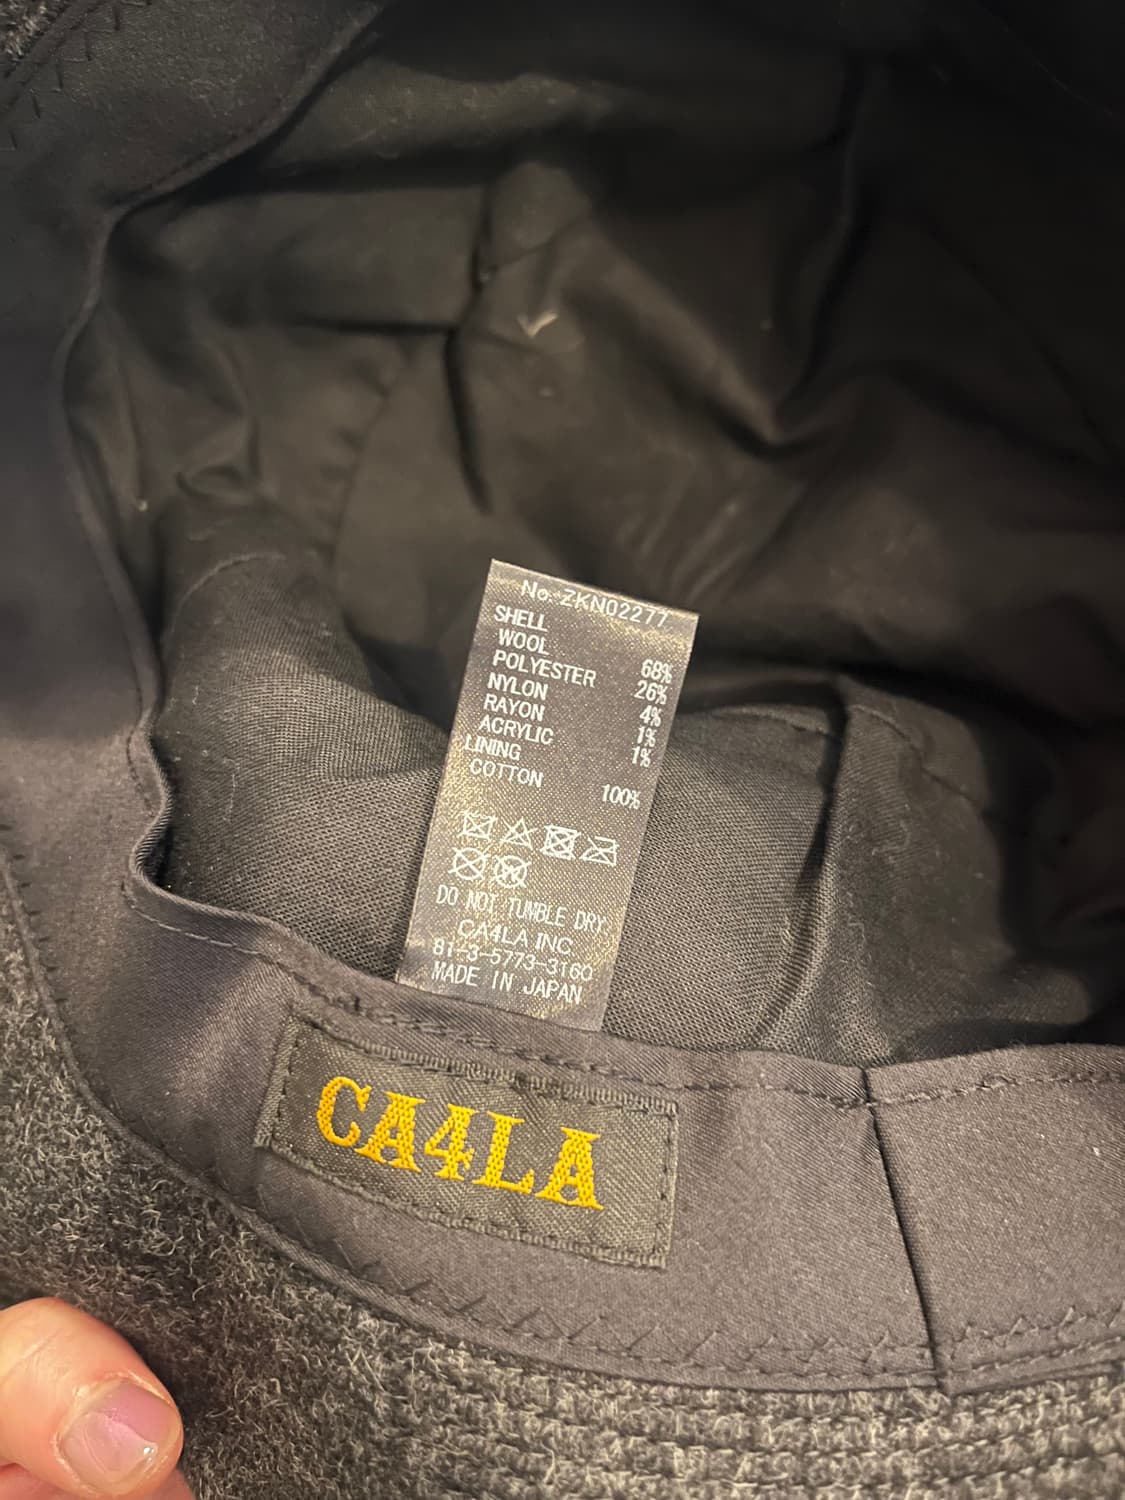 No. ZKN02277
SHELL
WOOL 68%
POLYESTER 26%
NYLON 4%
RAYON 1%
ACRYLIC 1%
LINING
COTTON 100%
DO NOT TUMBLE DRY
CA4LA INC
81-3-5773-3160
MADE IN JAPAN
CA4LA